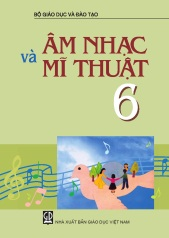 BỘ GIÁO DỤC VÀ ĐÀO TẠO
ÂM NHẠC
và
MĨ THUẬT
6
NHÀ XUẤT BẢN GIÁO DỤC VIỆT NAM